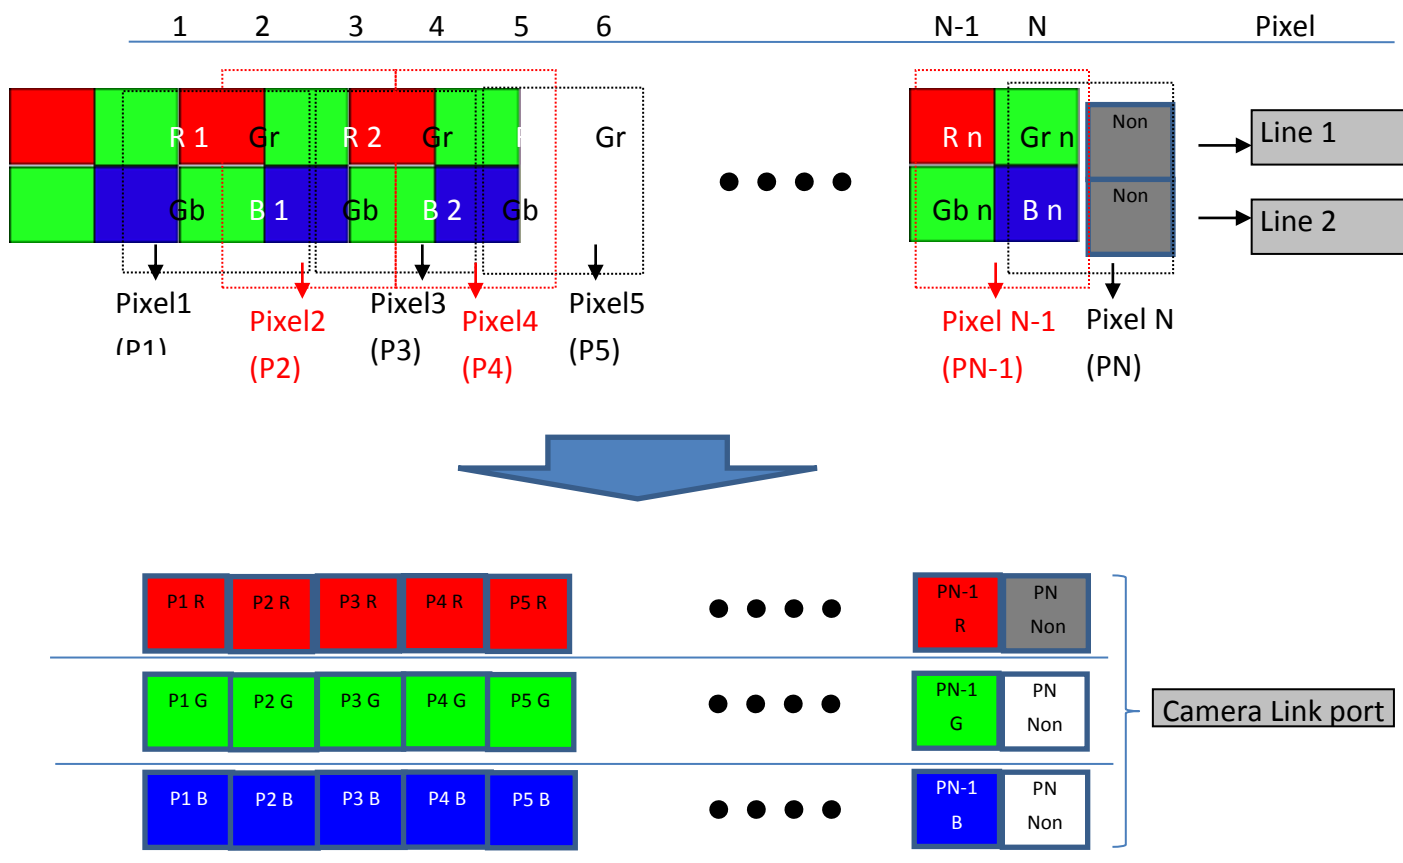 1 2 3 4 5 6 N-1 N Pixel
R 1 Gr R 2 Gr Gr R n Gr n Non Line 1
Gb B 1 Gb B 2 Gb Gb n B n Non Line 2
Pixel1 Pixel2 Pixel3 Pixel4 Pixel5 Pixel N-1 Pixel N
(P1) (P2) (P3) (P4) (P5) (PN-1) (PN)
P1 R P2 R P3 R P4 R P5 R PN-1 PN
R Non
P1 G P2 G P3 G P4 G P5 G PN-1 PN
G Non
Camera Link port
P1 B P2 B P3 B P4 B P5 B PN-1 PN
B Non